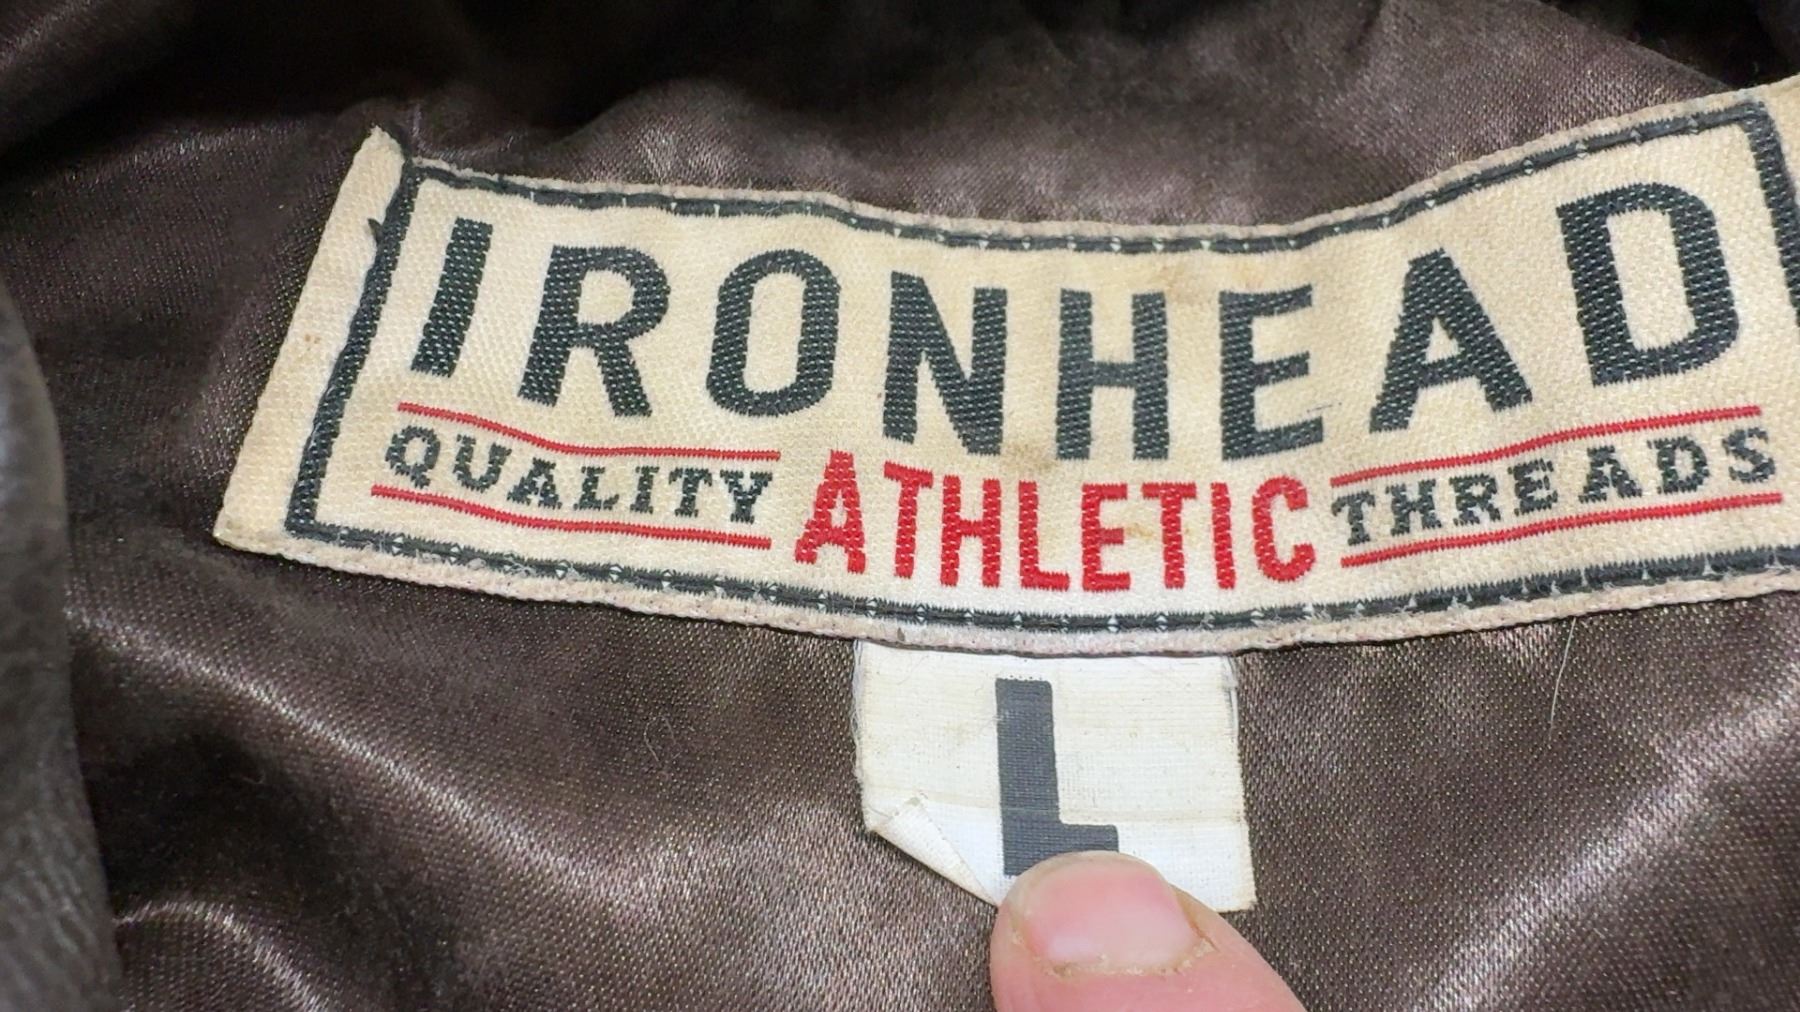 IRONHEAD
QUALITY ATHLETIC THREADS
L